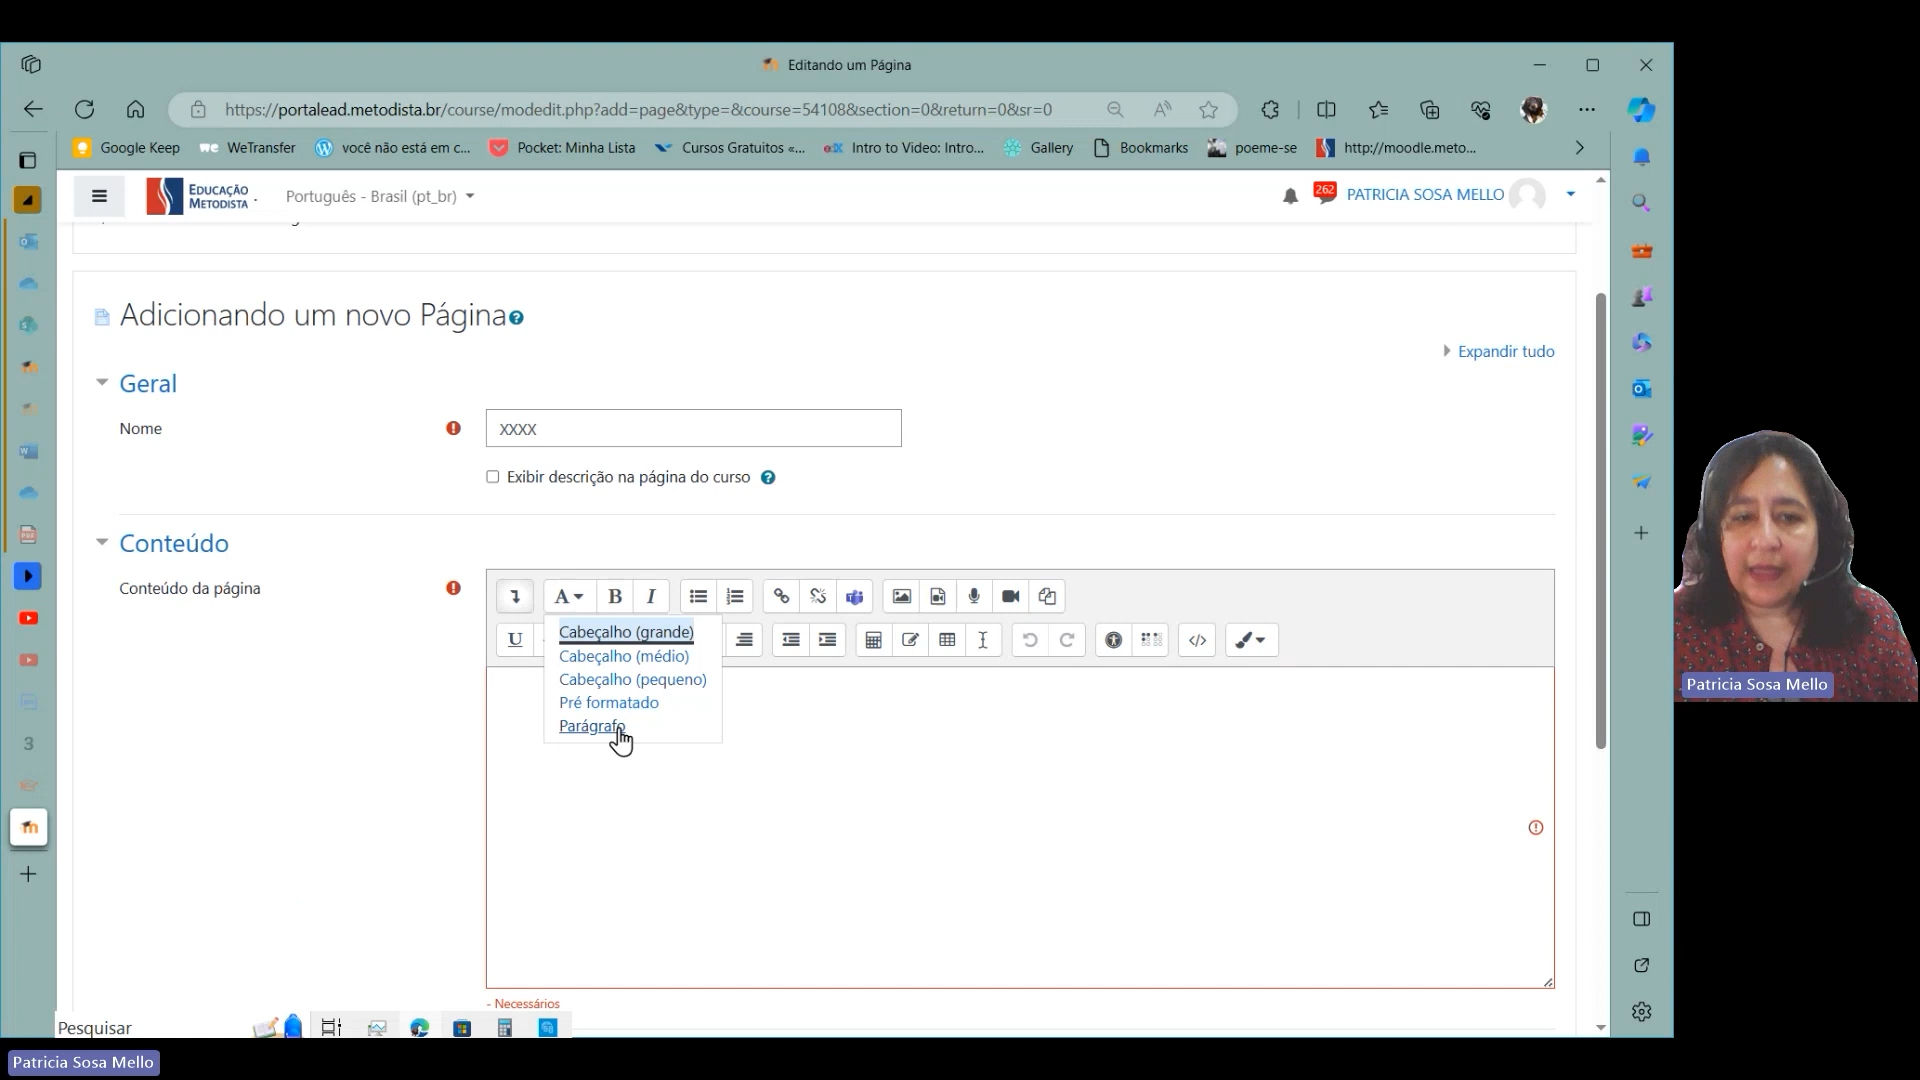 Editando um Página
https://portalead.metodista.br/course/modedit.php?add=page&type=&course=54108&section=0&return=0&sr=0
Google Keep
WeTransfer
você não está em c...
Pocket: Minha Lista
Cursos Gratuitos «...
Intro to Video: Intro...
Gallery
Bookmarks
poeme-se
http://moodle.meto...
EDUCAÇÃO
METODISTA
Português - Brasil (pt_br)
262
PATRICIA SOSA MELLO
Adicionando um novo Página
Expandir tudo
Geral
Nome
XXXX
Exibir descrição na página do curso
Conteúdo
Conteúdo da página
A
B
I
U
Cabeçalho (grande)
Cabeçalho (médio)
Cabeçalho (pequeno)
Pré formatado
Parágrafo
- Necessários
3
Pesquisar
Patricia Sosa Mello
Patricia Sosa Mello